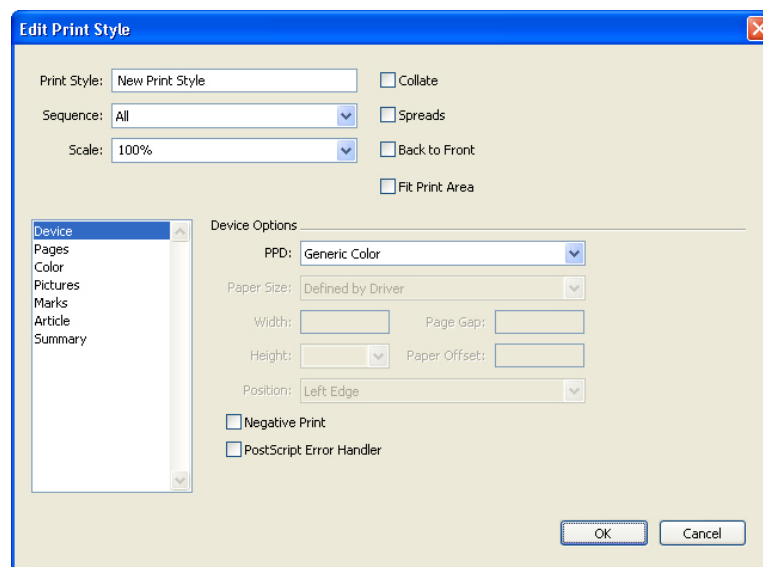 Edit Print Style
Print Style: New Print Style
Collate
Sequence: All
Spreads
Scale: 100%
Back to Front
Fit Print Area
Device
Pages
Color
Pictures
Marks
Article
Summary
Device Options
PPD: Generic Color
Paper Size: Defined by Driver
Width: Page Gap:
Height: Paper Offset:
Position: Left Edge
Negative Print
PostScript Error Handler
OK Cancel